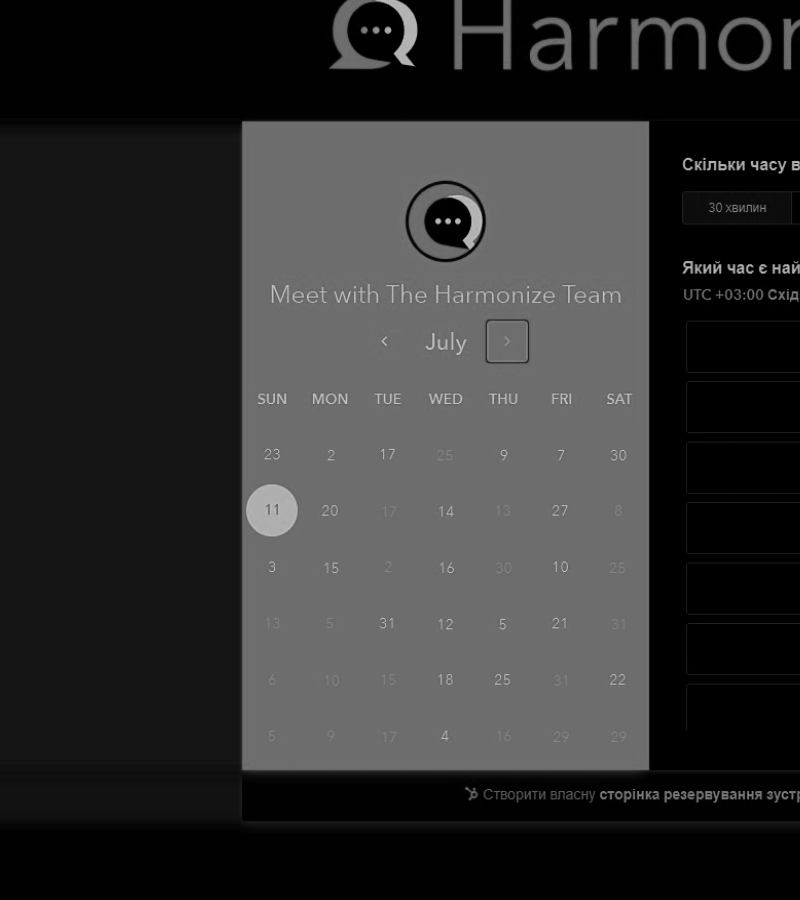 Harmon
Meet with The Harmonize Team
July
SUN MON TUE WED THU FRI SAT
23 2 17 25 9 7 30
11 20 17 14 13 27 8
3 15 2 16 30 10 25
13 5 31 12 5 21 31
6 10 15 18 25 31 22
5 9 17 4 16 29 29
Скільки часу в
30 хвилин
Який час є най
UTC +03:00 Схід
Створити власну сторінка резервування зустр